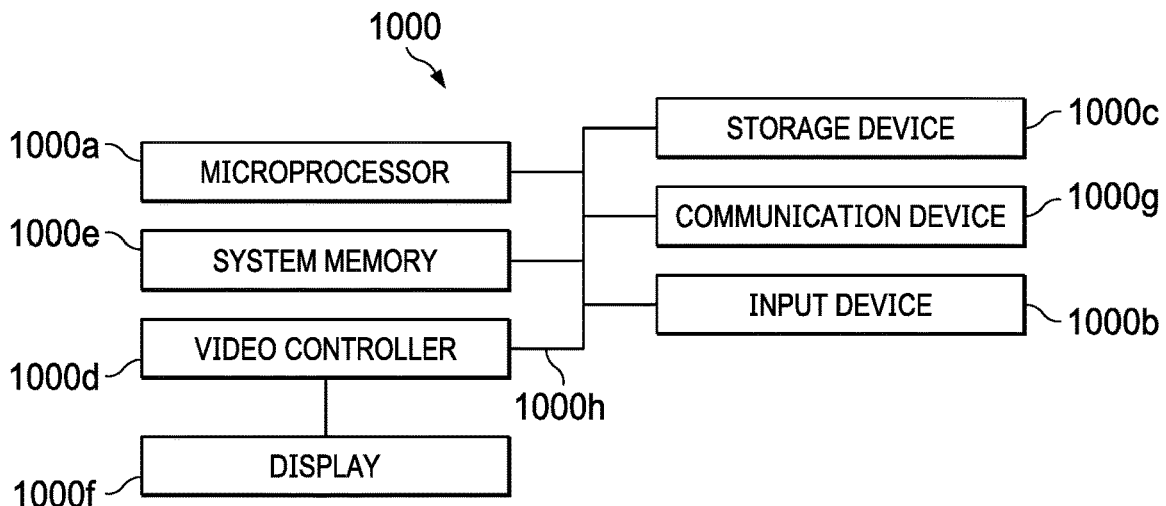 1000
1000a
MICROPROCESSOR
1000e
SYSTEM MEMORY
1000d
VIDEO CONTROLLER
1000f
DISPLAY
1000h
STORAGE DEVICE
1000c
COMMUNICATION DEVICE
1000g
INPUT DEVICE
1000b